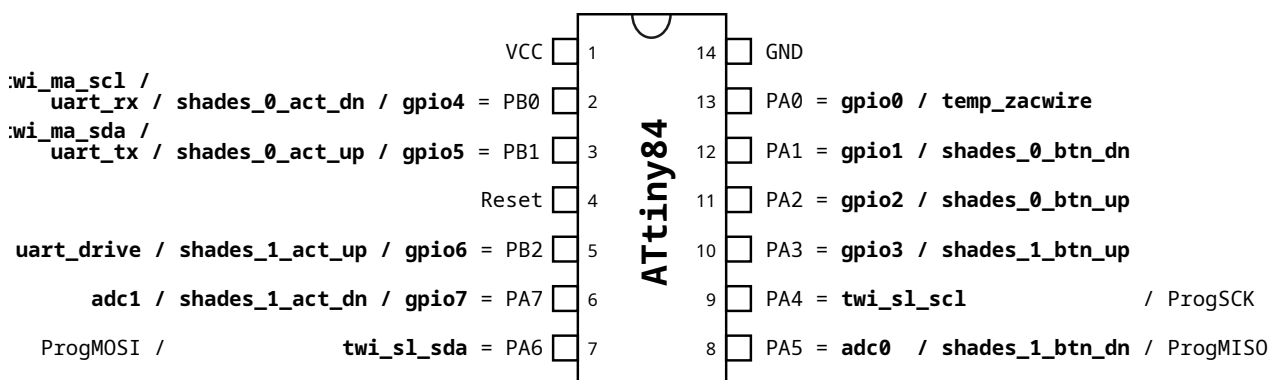 VCC 1 14 GND
:wi_ma_scl /
uart_rx / shades_0_act_dn / gpio4 = PB0 2 13 PA0 = gpio0 / temp_zacwire
:wi_ma_sda /
uart_tx / shades_0_act_up / gpio5 = PB1 3 12 PA1 = gpio1 / shades_0_btn_dn
Reset 4 11 PA2 = gpio2 / shades_0_btn_up
uart_drive / shades_1_act_up / gpio6 = PB2 5 10 PA3 = gpio3 / shades_1_btn_up
adc1 / shades_1_act_dn / gpio7 = PA7 6 9 PA4 = twi_sl_scl / ProgSCK
ProgMOSI / twi_sl_sda = PA6 7 8 PA5 = adc0 / shades_1_btn_dn / ProgMISO
ATtiny84